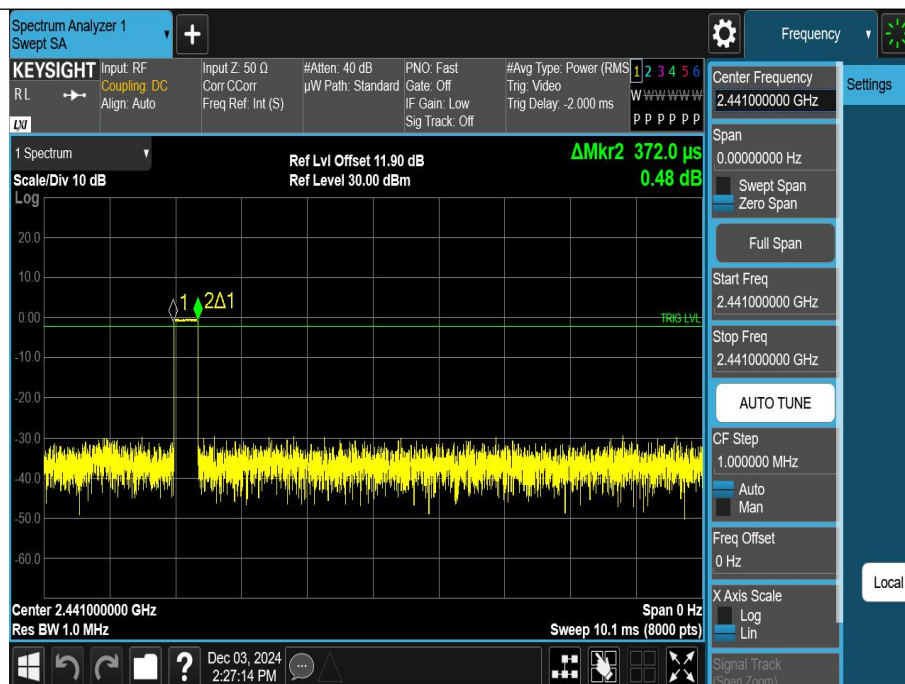 Spectrum Analyzer 1
Swept SA
+
Frequency
KEYSIGHT
RL
LXI
Input: RF
Coupling: DC
Align: Auto
Input Z: 50 Ω
Corr CCorr
Freq Ref: Int (S)
#Atten: 40 dB
µW Path: Standard
PNO: Fast
Gate: Off
IF Gain: Low
Sig Track: Off
#Avg Type: Power (RMS
Trig: Video
Trig Delay: -2.000 ms
1 2 3 4 5 6
W W W W W W
P P P P P P
1 Spectrum
Scale/Div 10 dB
Log
Ref Lvl Offset 11.90 dB
Ref Level 30.00 dBm
ΔMkr2 372.0 µs
0.48 dB
20.0
10.0
0.00
-10.0
-20.0
-30.0
-40.0
-50.0
-60.0
1
2Δ1
TRIG LVL
Center 2.441000000 GHz
Res BW 1.0 MHz
Span 0 Hz
Sweep 10.1 ms (8000 pts)
?
Dec 03, 2024
2:27:14 PM
Center Frequency
2.441000000 GHz
Span
0.00000000 Hz
Swept Span
Zero Span
Full Span
Start Freq
2.441000000 GHz
Stop Freq
2.441000000 GHz
AUTO TUNE
CF Step
1.000000 MHz
Auto
Man
Freq Offset
0 Hz
X Axis Scale
Log
Lin
Signal Track
(Span Zoom)
Settings
Local